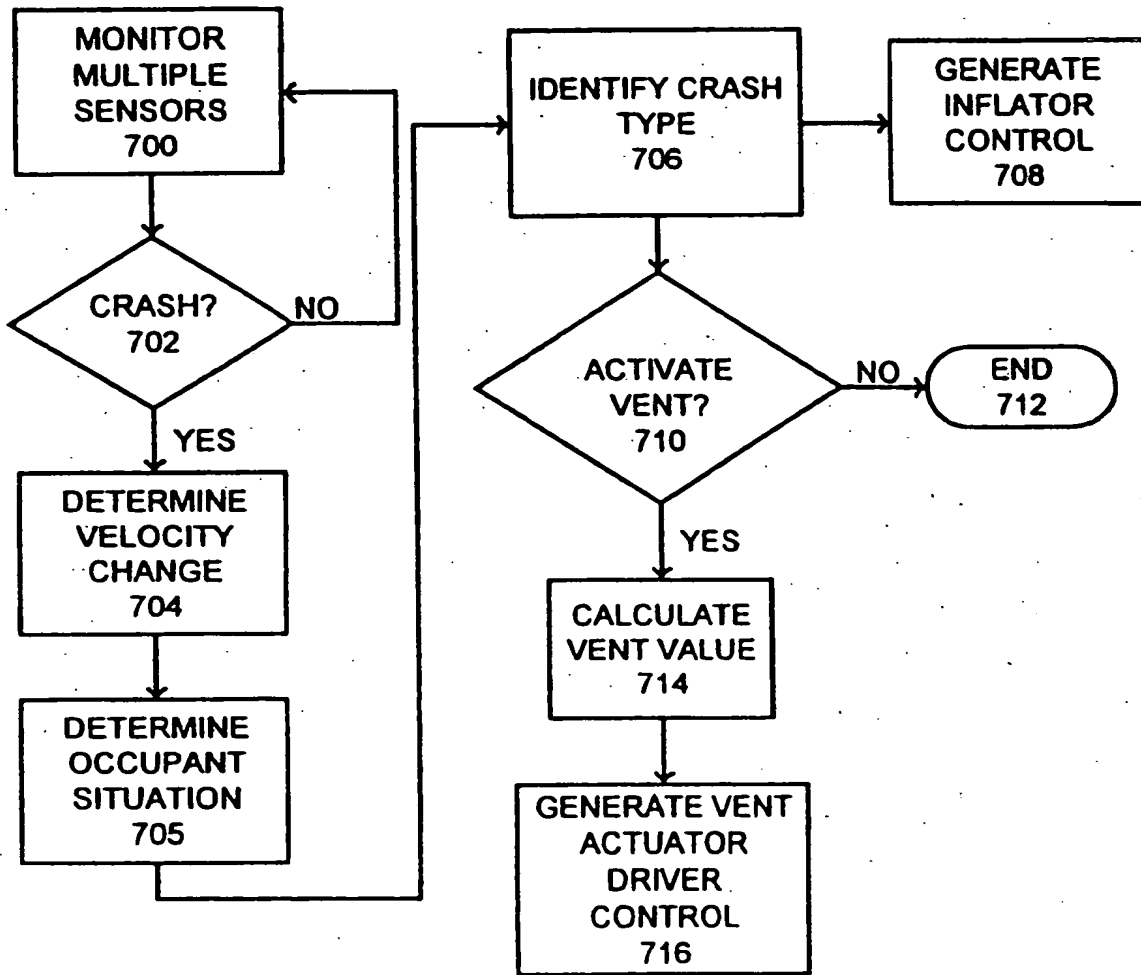 MONITOR
MULTIPLE
SENSORS
700
CRASH?
702
NO
YES
DETERMINE
VELOCITY
CHANGE
704
DETERMINE
OCCUPANT
SITUATION
705
IDENTIFY CRASH
TYPE
706
GENERATE
INFLATOR
CONTROL
708
ACTIVATE
VENT?
710
NO
END
712
YES
CALCULATE
VENT VALUE
714
GENERATE VENT
ACTUATOR
DRIVER
CONTROL
716